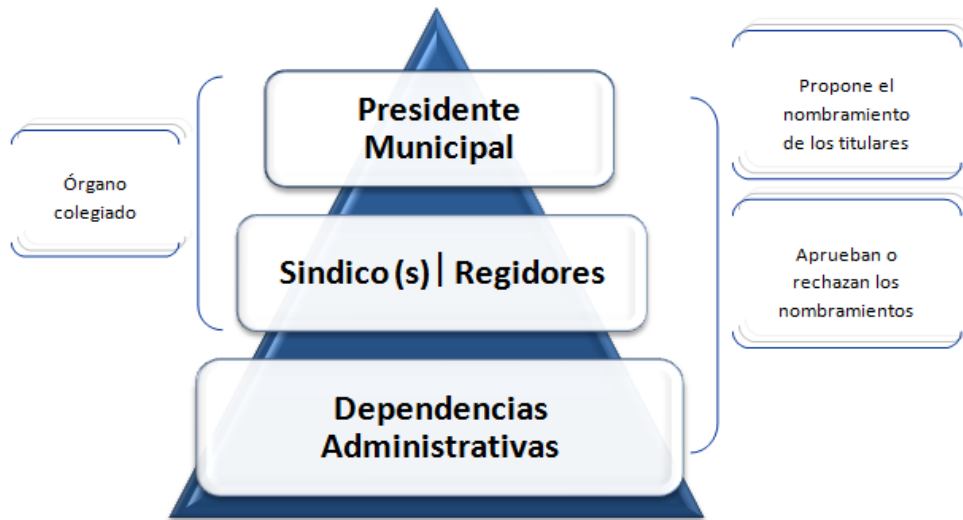 Órgano
colegiado
Presidente
Municipal
Sindico (s)| Regidores
Dependencias
Administrativas
Propone el
nombramiento
de los titulares
Aprueban o
rechazan los
nombramientos